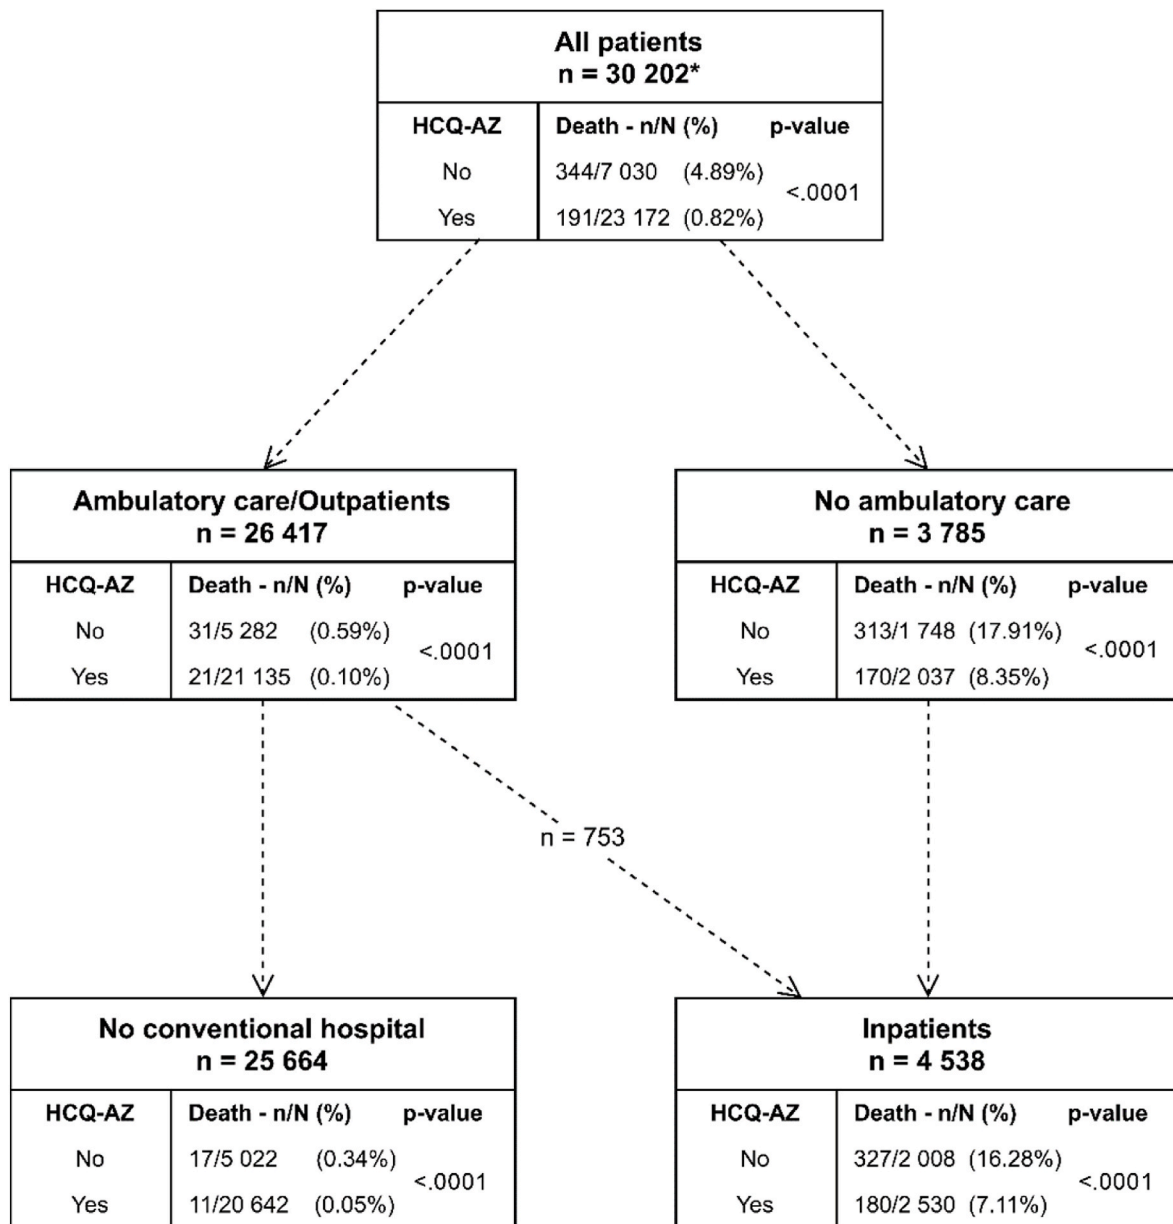 All patients
n = 30 202*
HCQ-AZ Death - n/N (%) p-value
No 344/7 030 (4.89%)
<.0001
Yes 191/23 172 (0.82%)
Ambulatory care/Outpatients
n = 26 417
HCQ-AZ Death - n/N (%) p-value
No 31/5 282 (0.59%)
<.0001
Yes 21/21 135 (0.10%)
No ambulatory care
n = 3 785
HCQ-AZ Death - n/N (%) p-value
No 313/1 748 (17.91%)
<.0001
Yes 170/2 037 (8.35%)
n = 753
No conventional hospital
n = 25 664
HCQ-AZ Death - n/N (%) p-value
No 17/5 022 (0.34%)
<.0001
Yes 11/20 642 (0.05%)
Inpatients
n = 4 538
HCQ-AZ Death - n/N (%) p-value
No 327/2 008 (16.28%)
<.0001
Yes 180/2 530 (7.11%)